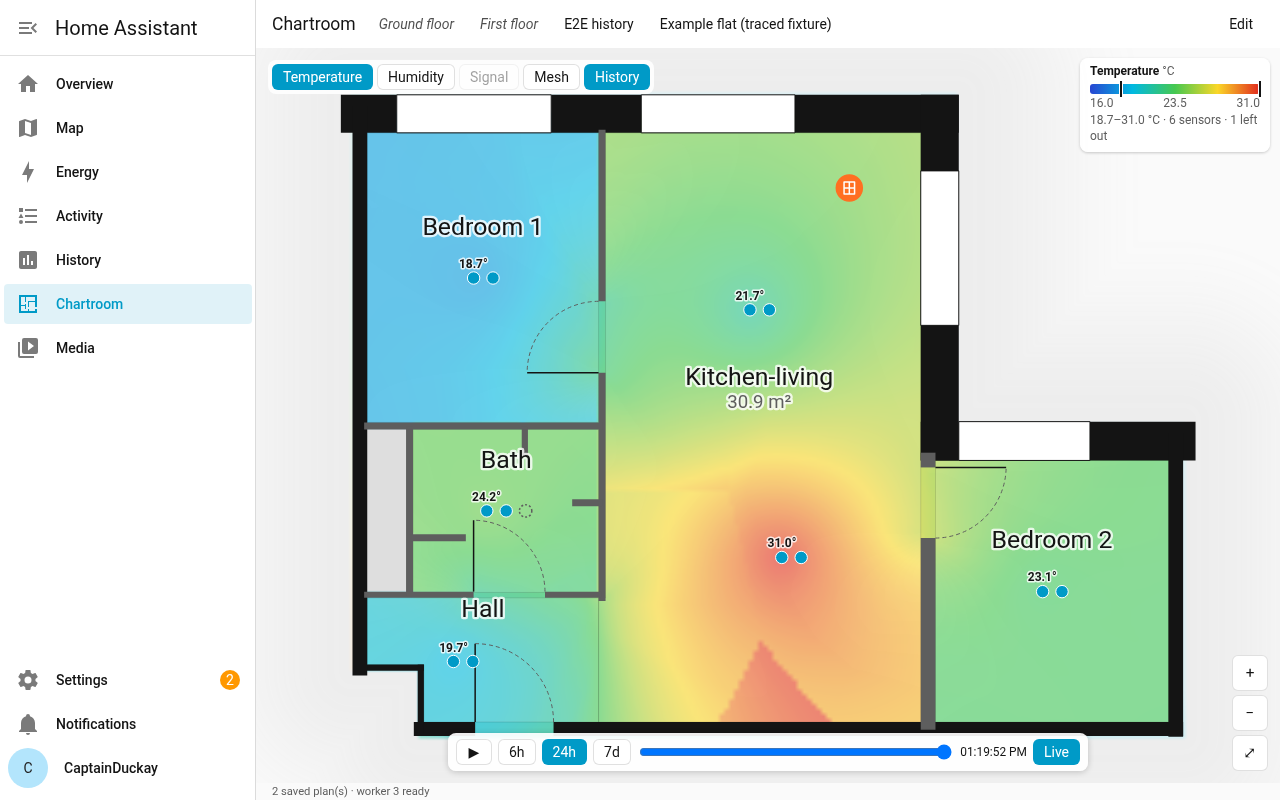 Home Assistant
Overview
Map
Energy
Activity
History
Chartroom
Media
Settings
2
Notifications
C
CaptainDuckay
Chartroom
Ground floor
First floor
E2E history
Example flat (traced fixture)
Edit
Temperature
Humidity
Signal
Mesh
History
Temperature °C
16.0
23.5
31.0
18.7–31.0 °C · 6 sensors · 1 left
out
Bedroom 1
18.7°
21.7°
Kitchen-living
30.9 m²
Bath
24.2°
31.0°
Bedroom 2
23.1°
Hall
19.7°
+
−
⤢
▶
6h
24h
7d
01:19:52 PM
Live
2 saved plan(s) · worker 3 ready